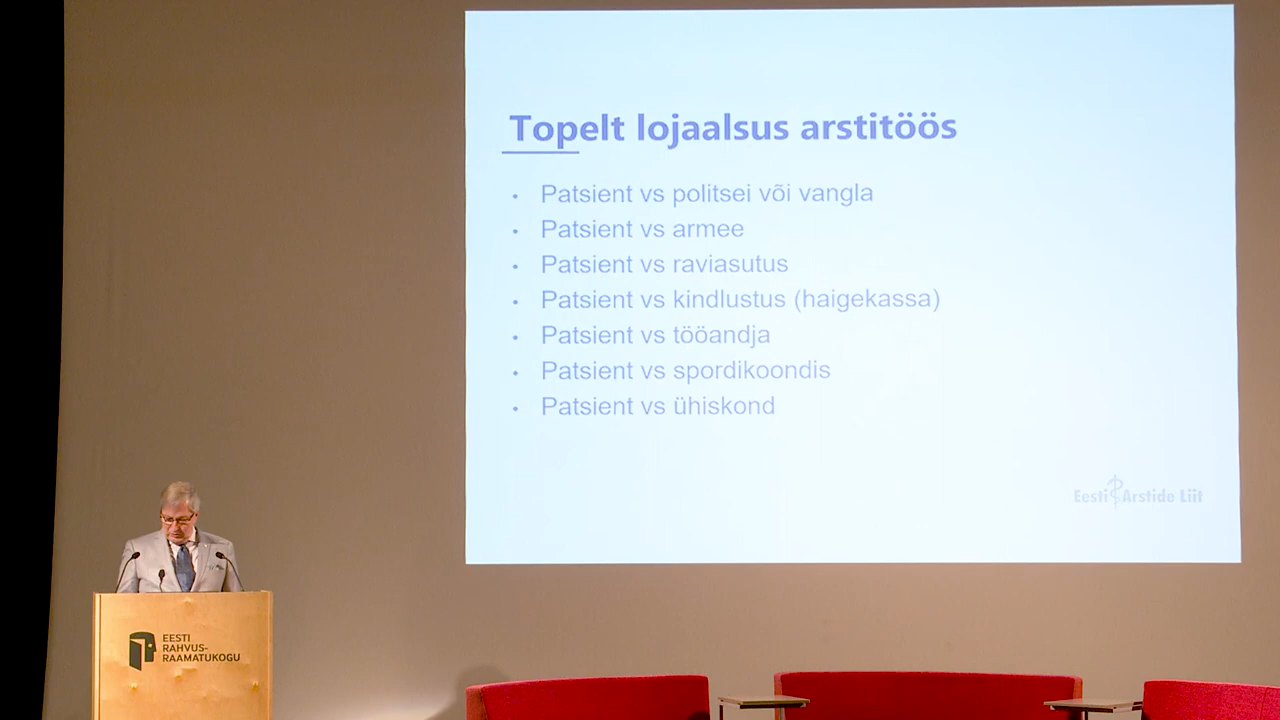 Topelt lojaalsus arstitöös
• Patsient vs politsei või vangla
• Patsient vs armee
• Patsient vs raviasutus
• Patsient vs kindlustus (haigekassa)
• Patsient vs tööandja
• Patsient vs spordikoondis
• Patsient vs ühiskond
Eesti Arstide Liit
EESTI
RAHVUS-
RAAMATUKOGU